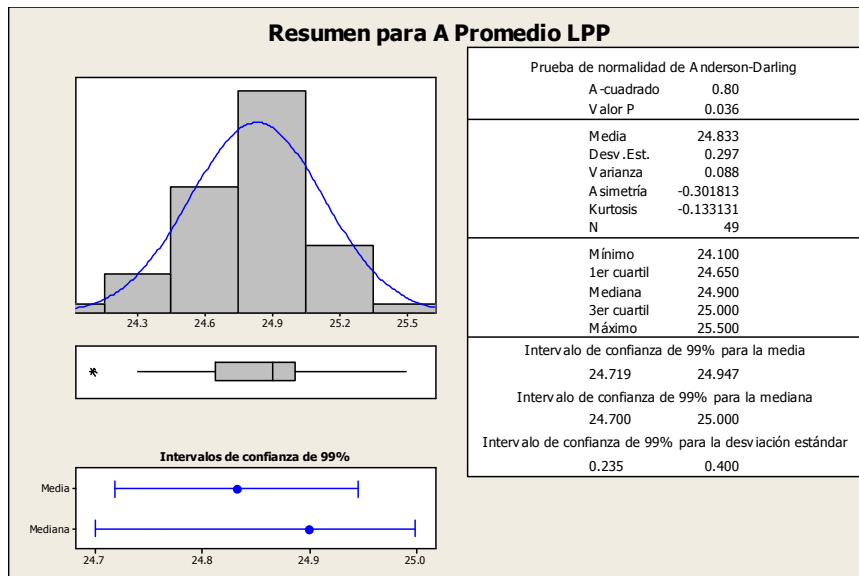 Resumen para A Promedio LPP
24.3 24.6 24.9 25.2 25.5
Intervalos de confianza de 99%
Media
Mediana
24.7 24.8 24.9 25.0
Prueba de normalidad de Anderson-Darling
A-cuadrado 0.80
Valor P 0.036
Media 24.833
Desv.Est. 0.297
Varianza 0.088
Asimetría -0.301813
Kurtosis -0.133131
N 49
Mínimo 24.100
1er cuartil 24.650
Mediana 24.900
3er cuartil 25.000
Máximo 25.500
Intervalo de confianza de 99% para la media
24.719 24.947
Intervalo de confianza de 99% para la mediana
24.700 25.000
Intervalo de confianza de 99% para la desviación estándar
0.235 0.400